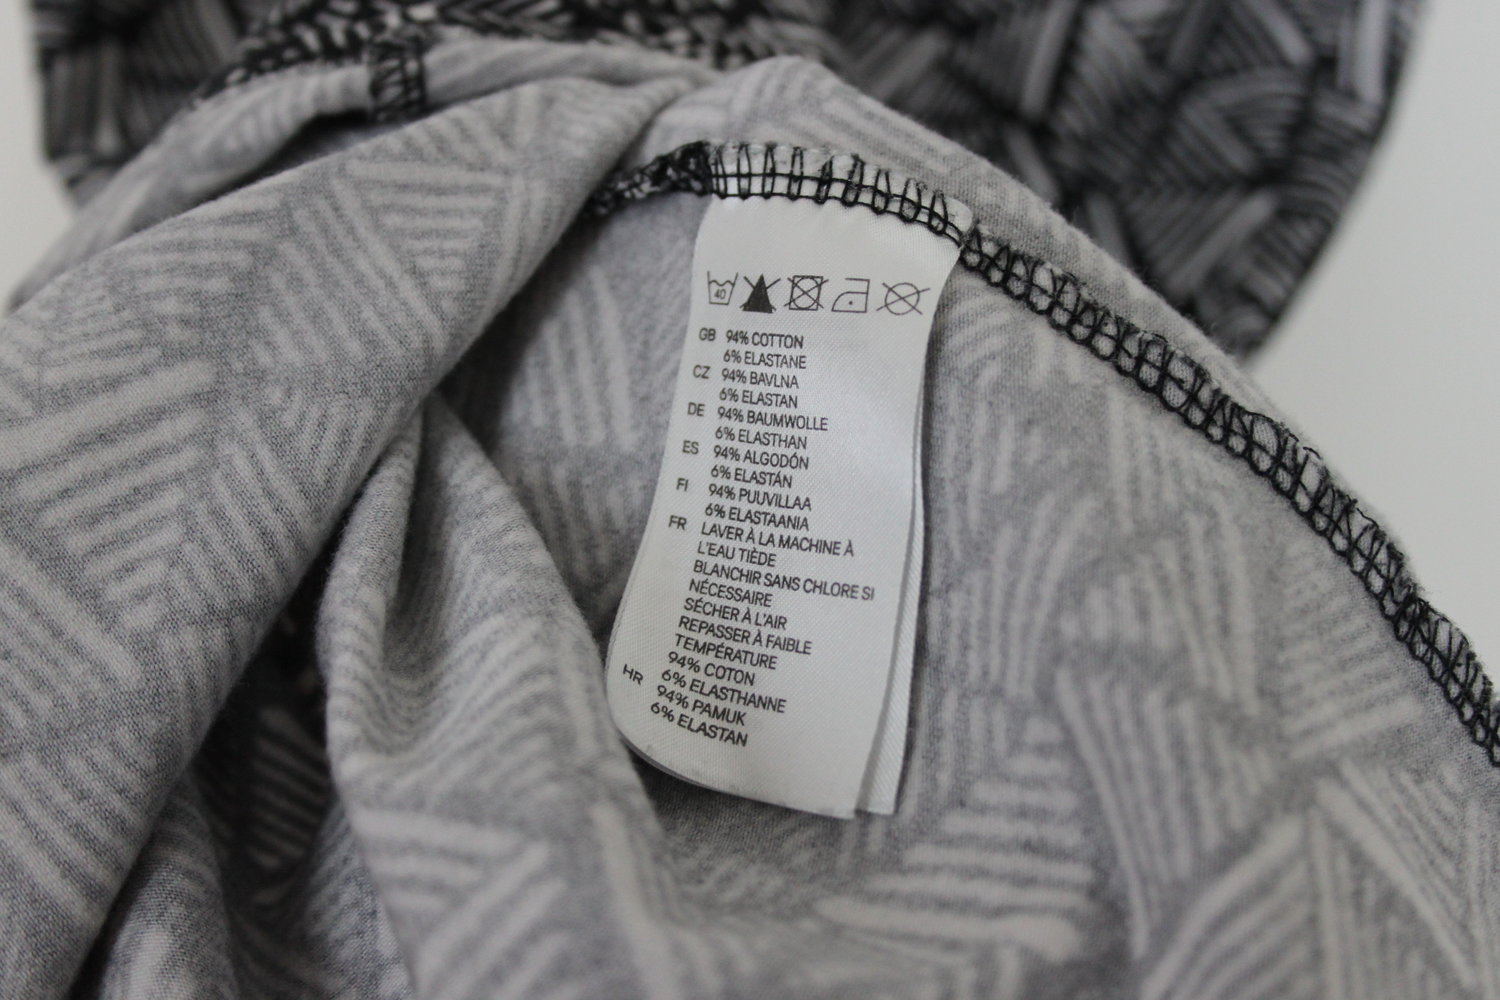 40
GB 94% COTTON
6% ELASTANE
CZ 94% BAVLNA
6% ELASTAN
DE 94% BAUMWOLLE
6% ELASTHAN
ES 94% ALGODÓN
6% ELASTÁN
FI 94% PUUVILLAA
6% ELASTAANIA
FR LAVER À LA MACHINE À
L'EAU TIÈDE
BLANCHIR SANS CHLORE SI
NÉCESSAIRE
SÉCHER À L'AIR
REPASSER À FAIBLE
TEMPÉRATURE
94% COTON
6% ELASTHANNE
HR 94% PAMUK
6% ELASTAN